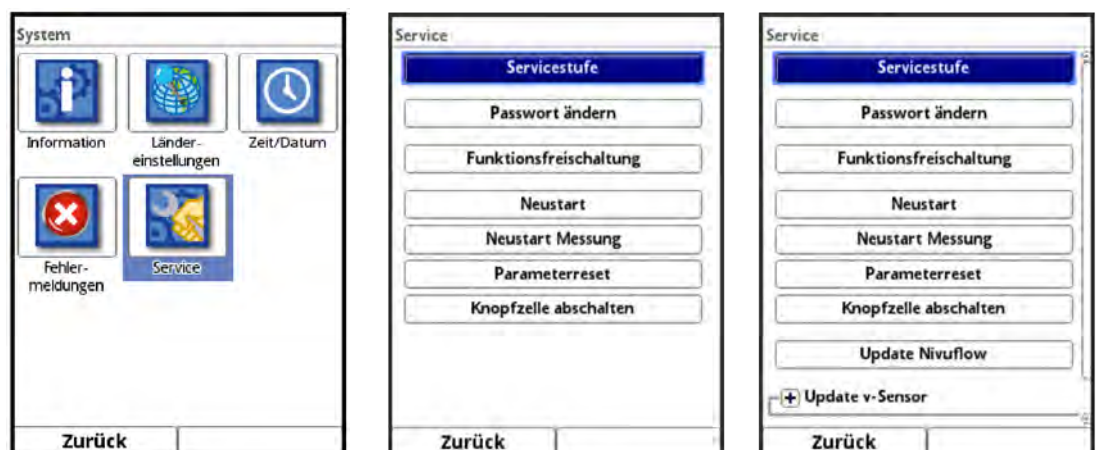 System
Information
Länder-
einstellungen
Zeit/Datum
Fehler-
meldungen
Service
Zurück
Service
Servicestufe
Passwort ändern
Funktionsfreischaltung
Neustart
Neustart Messung
Parameterreset
Knopfzelle abschalten
Zurück
Service
Servicestufe
Passwort ändern
Funktionsfreischaltung
Neustart
Neustart Messung
Parameterreset
Knopfzelle abschalten
Update Nivuflow
Update v-Sensor
Zurück